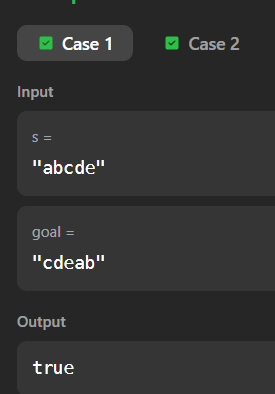 Case 1 Case 2
Input
s =
"abcde"
goal =
"cdeab"
Output
true